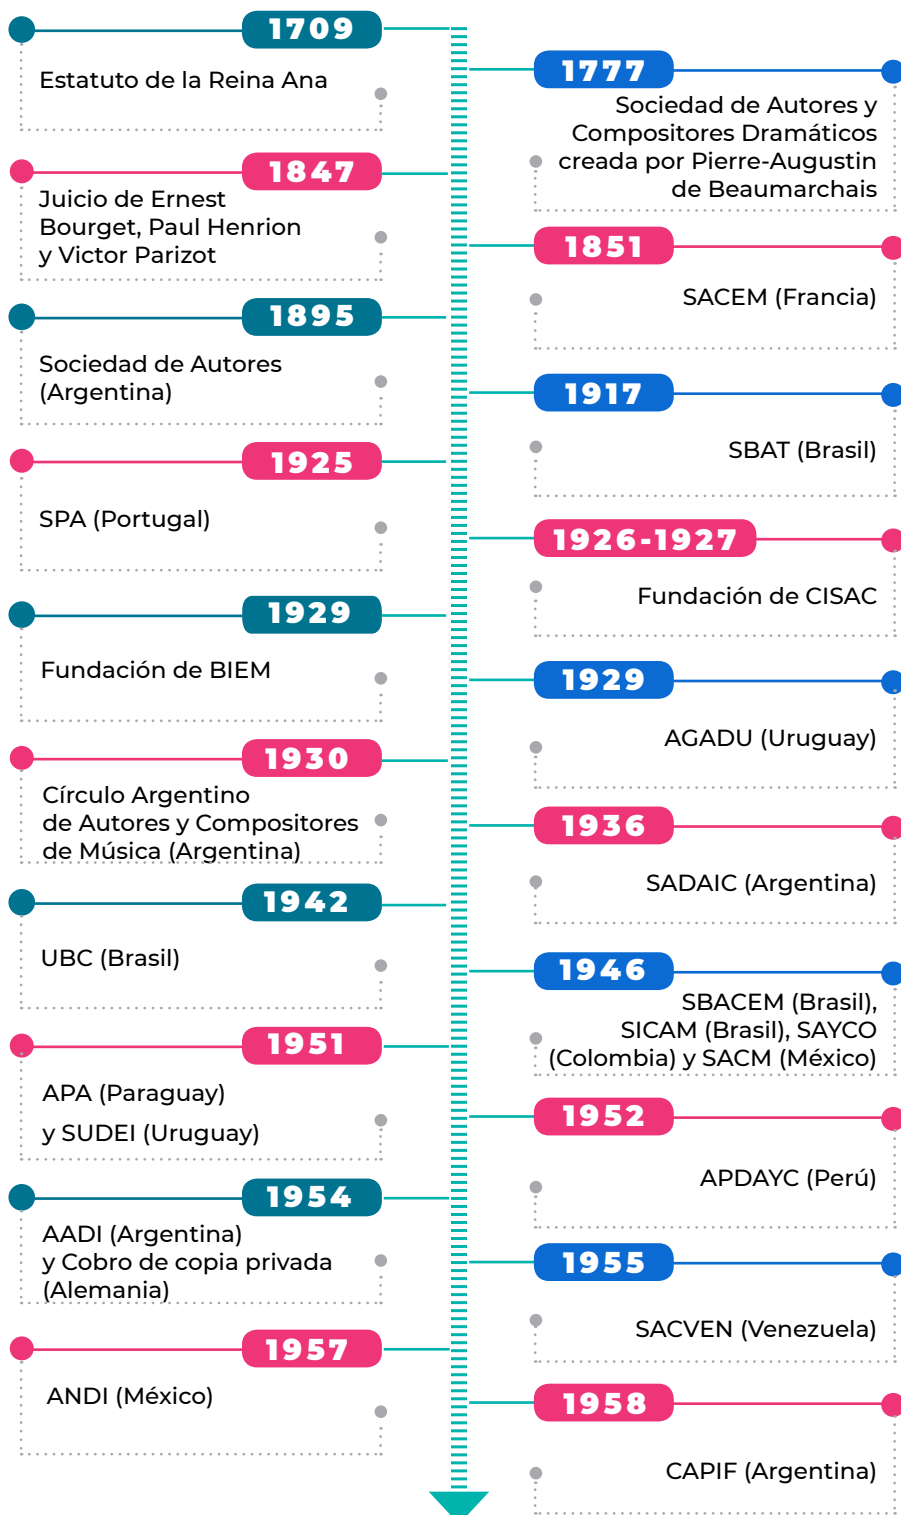 1709
Estatuto de la Reina Ana
1777
Sociedad de Autores y
Compositores Dramáticos
creada por Pierre-Augustin
de Beaumarchais
1847
Juicio de Ernest
Bourget, Paul Henrion
y Victor Parizot
1851
SACEM (Francia)
1895
Sociedad de Autores
(Argentina)
1917
SBAT (Brasil)
1925
SPA (Portugal)
1926-1927
Fundación de CISAC
1929
Fundación de BIEM
1929
AGADU (Uruguay)
1930
Círculo Argentino
de Autores y Compositores
de Música (Argentina)
1936
SADAIC (Argentina)
1942
UBC (Brasil)
1946
SBACEM (Brasil),
SICAM (Brasil), SAYCO
(Colombia) y SACM (México)
1951
APA (Paraguay)
y SUDEI (Uruguay)
1952
APDAYC (Perú)
1954
AADI (Argentina)
y Cobro de copia privada
(Alemania)
1955
SACVEN (Venezuela)
1957
ANDI (México)
1958
CAPIF (Argentina)